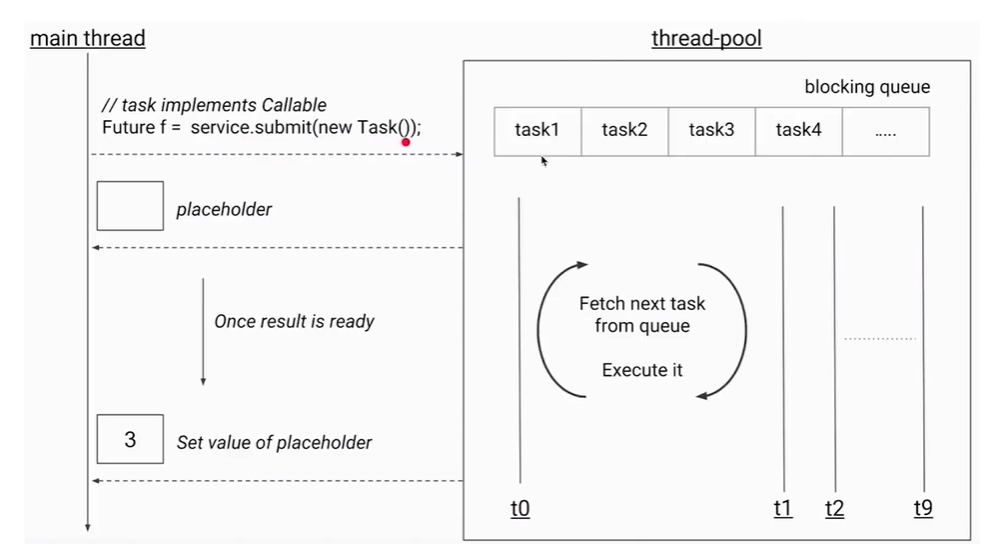 main thread
thread-pool
blocking queue
// task implements Callable
Future f =  service.submit(new Task());
task1
task2
task3
task4
.....
placeholder
Once result is ready
Fetch next task
from queue
Execute it
3
Set value of placeholder
t0
t1
t2
t9